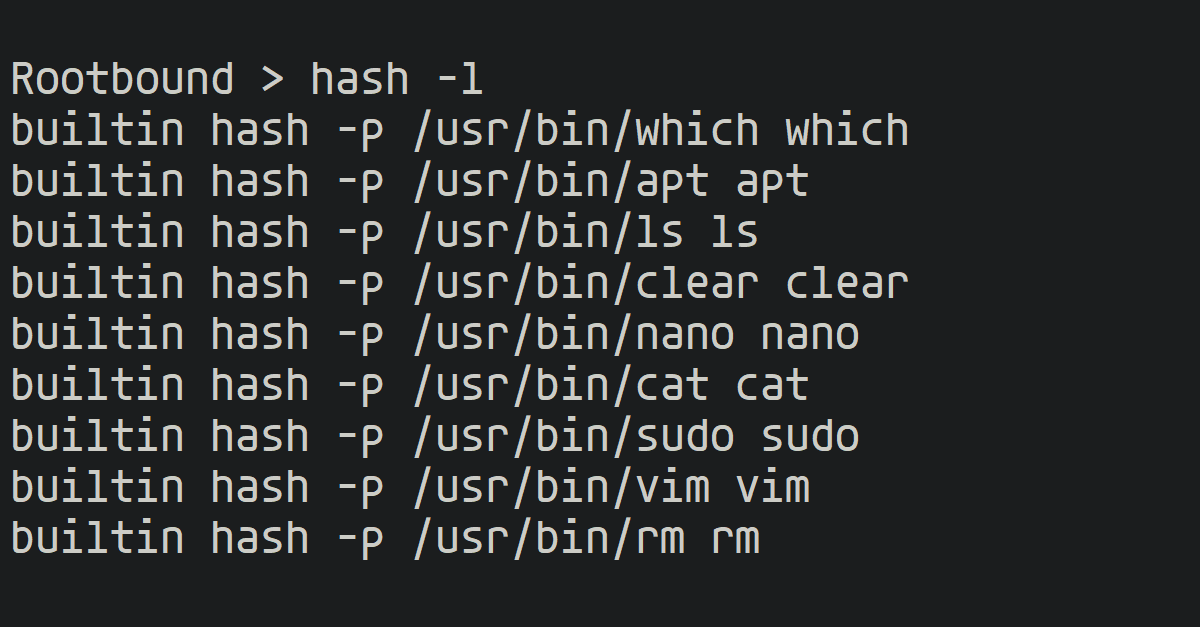 Rootbound > hash -l
builtin hash -p /usr/bin/which which
builtin hash -p /usr/bin/apt apt
builtin hash -p /usr/bin/ls ls
builtin hash -p /usr/bin/clear clear
builtin hash -p /usr/bin/nano nano
builtin hash -p /usr/bin/cat cat
builtin hash -p /usr/bin/sudo sudo
builtin hash -p /usr/bin/vim vim
builtin hash -p /usr/bin/rm rm